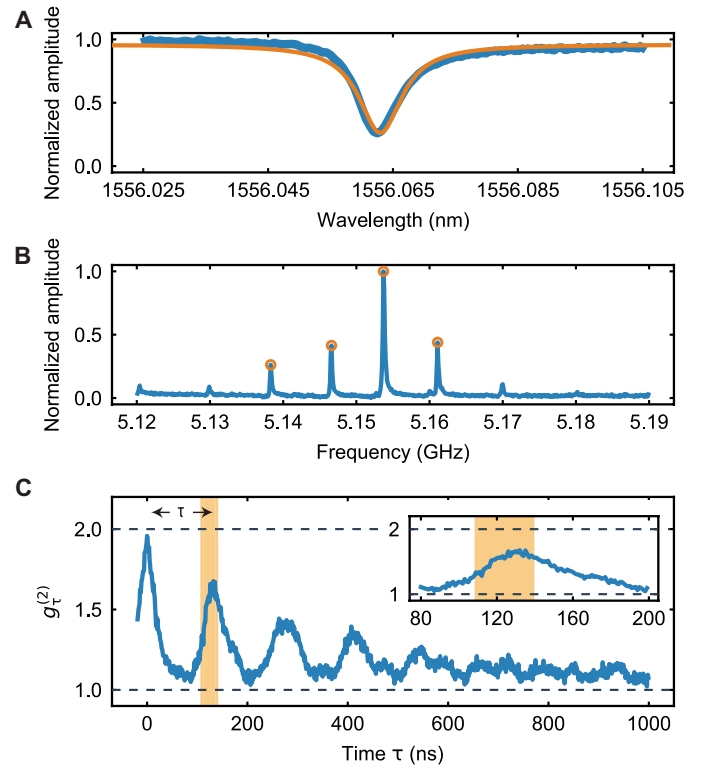 A
Normalized amplitude
1.0
0.5
0.0
1556.025 1556.045 1556.065 1556.085 1556.105
Wavelength (nm)
B
Normalized amplitude
1.0
0.5
0.0
5.12 5.13 5.14 5.15 5.16 5.17 5.18 5.19
Frequency (GHz)
C
g_τ^(2)
2.0
1.5
1.0
τ
2
1
80 120 160 200
0 200 400 600 800 1000
Time τ (ns)